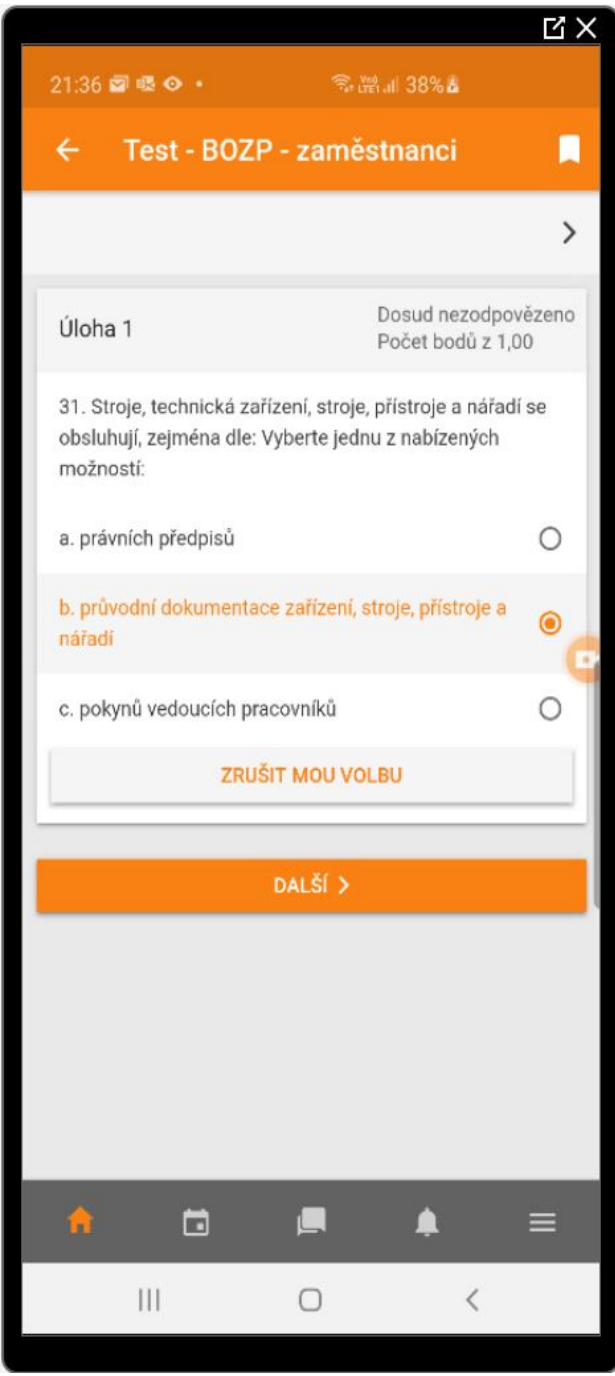 21:36
38%
Test - BOZP - zaměstnanci
Úloha 1
Dosud nezodpovězeno
Počet bodů z 1,00
31. Stroje, technická zařízení, stroje, přístroje a nářadí se
obsluhují, zejména dle: Vyberte jednu z nabízených
možností:
a. právních předpisů
b. průvodní dokumentace zařízení, stroje, přístroje a
nářadí
c. pokynů vedoucích pracovníků
ZRUŠIT MOU VOLBU
DALŠÍ